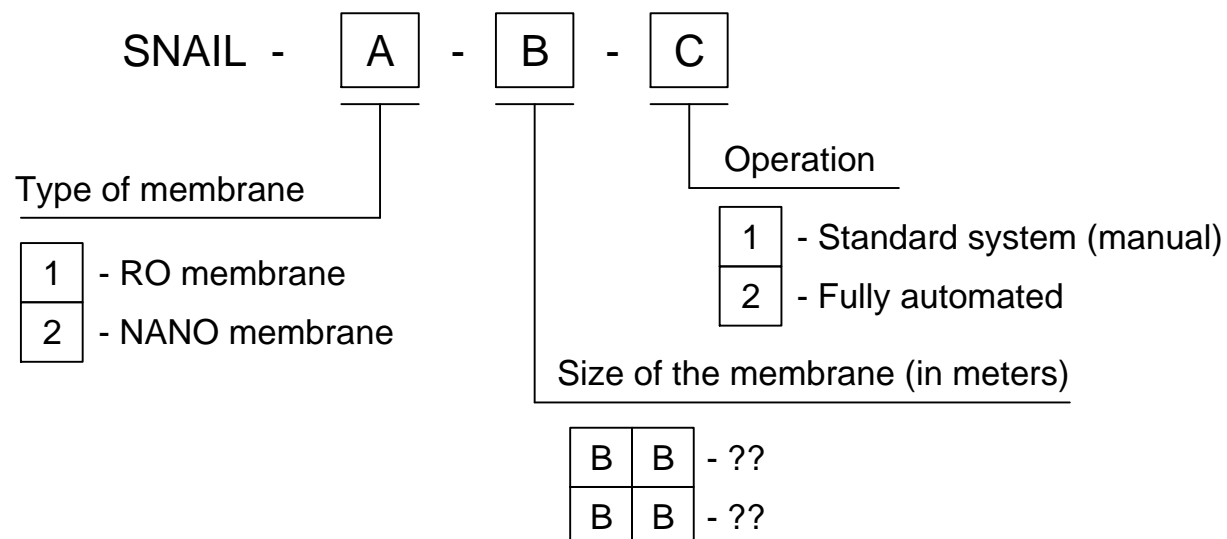 SNAIL - A - B - C
Operation
Type of membrane
1 - Standard system (manual)
1 - RO membrane
2 - Fully automated
2 - NANO membrane
Size of the membrane (in meters)
B B - ??
B B - ??